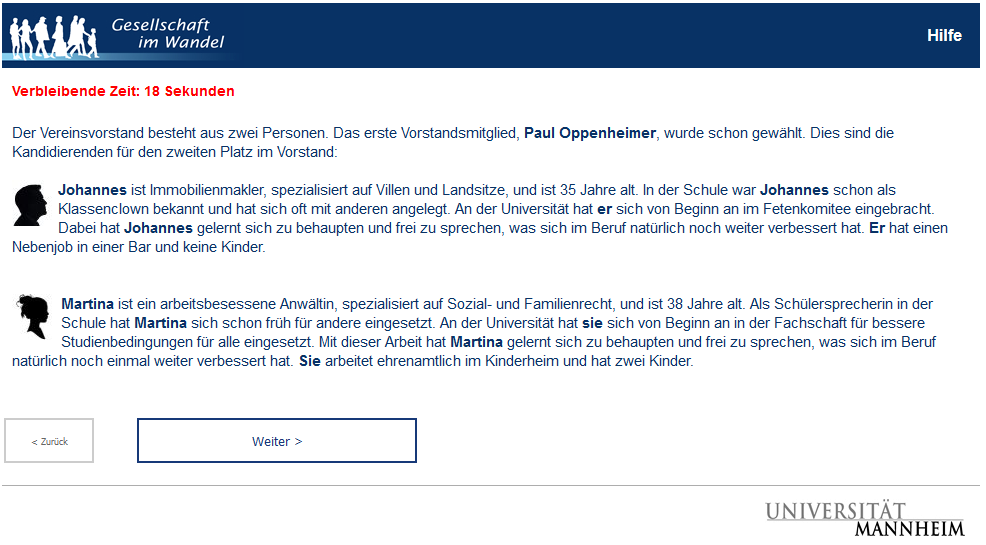 Gesellschaft
im Wandel
Hilfe
Verbleibende Zeit: 18 Sekunden
Der Vereinsvorstand besteht aus zwei Personen. Das erste Vorstandsmitglied, Paul Oppenheimer, wurde schon gewählt. Dies sind die
Kandidierenden für den zweiten Platz im Vorstand:
Johannes ist Immobilienmakler, spezialisiert auf Villen und Landsitze, und ist 35 Jahre alt. In der Schule war Johannes schon als
Klassenclown bekannt und hat sich oft mit anderen angelegt. An der Universität hat er sich von Beginn an im Fetenkomitee eingebracht.
Dabei hat Johannes gelernt sich zu behaupten und frei zu sprechen, was sich im Beruf natürlich noch weiter verbessert hat. Er hat einen
Nebenjob in einer Bar und keine Kinder.
Martina ist ein arbeitsbesessene Anwältin, spezialisiert auf Sozial- und Familienrecht, und ist 38 Jahre alt. Als Schülersprecherin in der
Schule hat Martina sich schon früh für andere eingesetzt. An der Universität hat sie sich von Beginn an in der Fachschaft für bessere
Studienbedingungen für alle eingesetzt. Mit dieser Arbeit hat Martina gelernt sich zu behaupten und frei zu sprechen, was sich im Beruf
natürlich noch einmal weiter verbessert hat. Sie arbeitet ehrenamtlich im Kinderheim und hat zwei Kinder.
< Zurück
Weiter >
UNIVERSITÄT
MANNHEIM